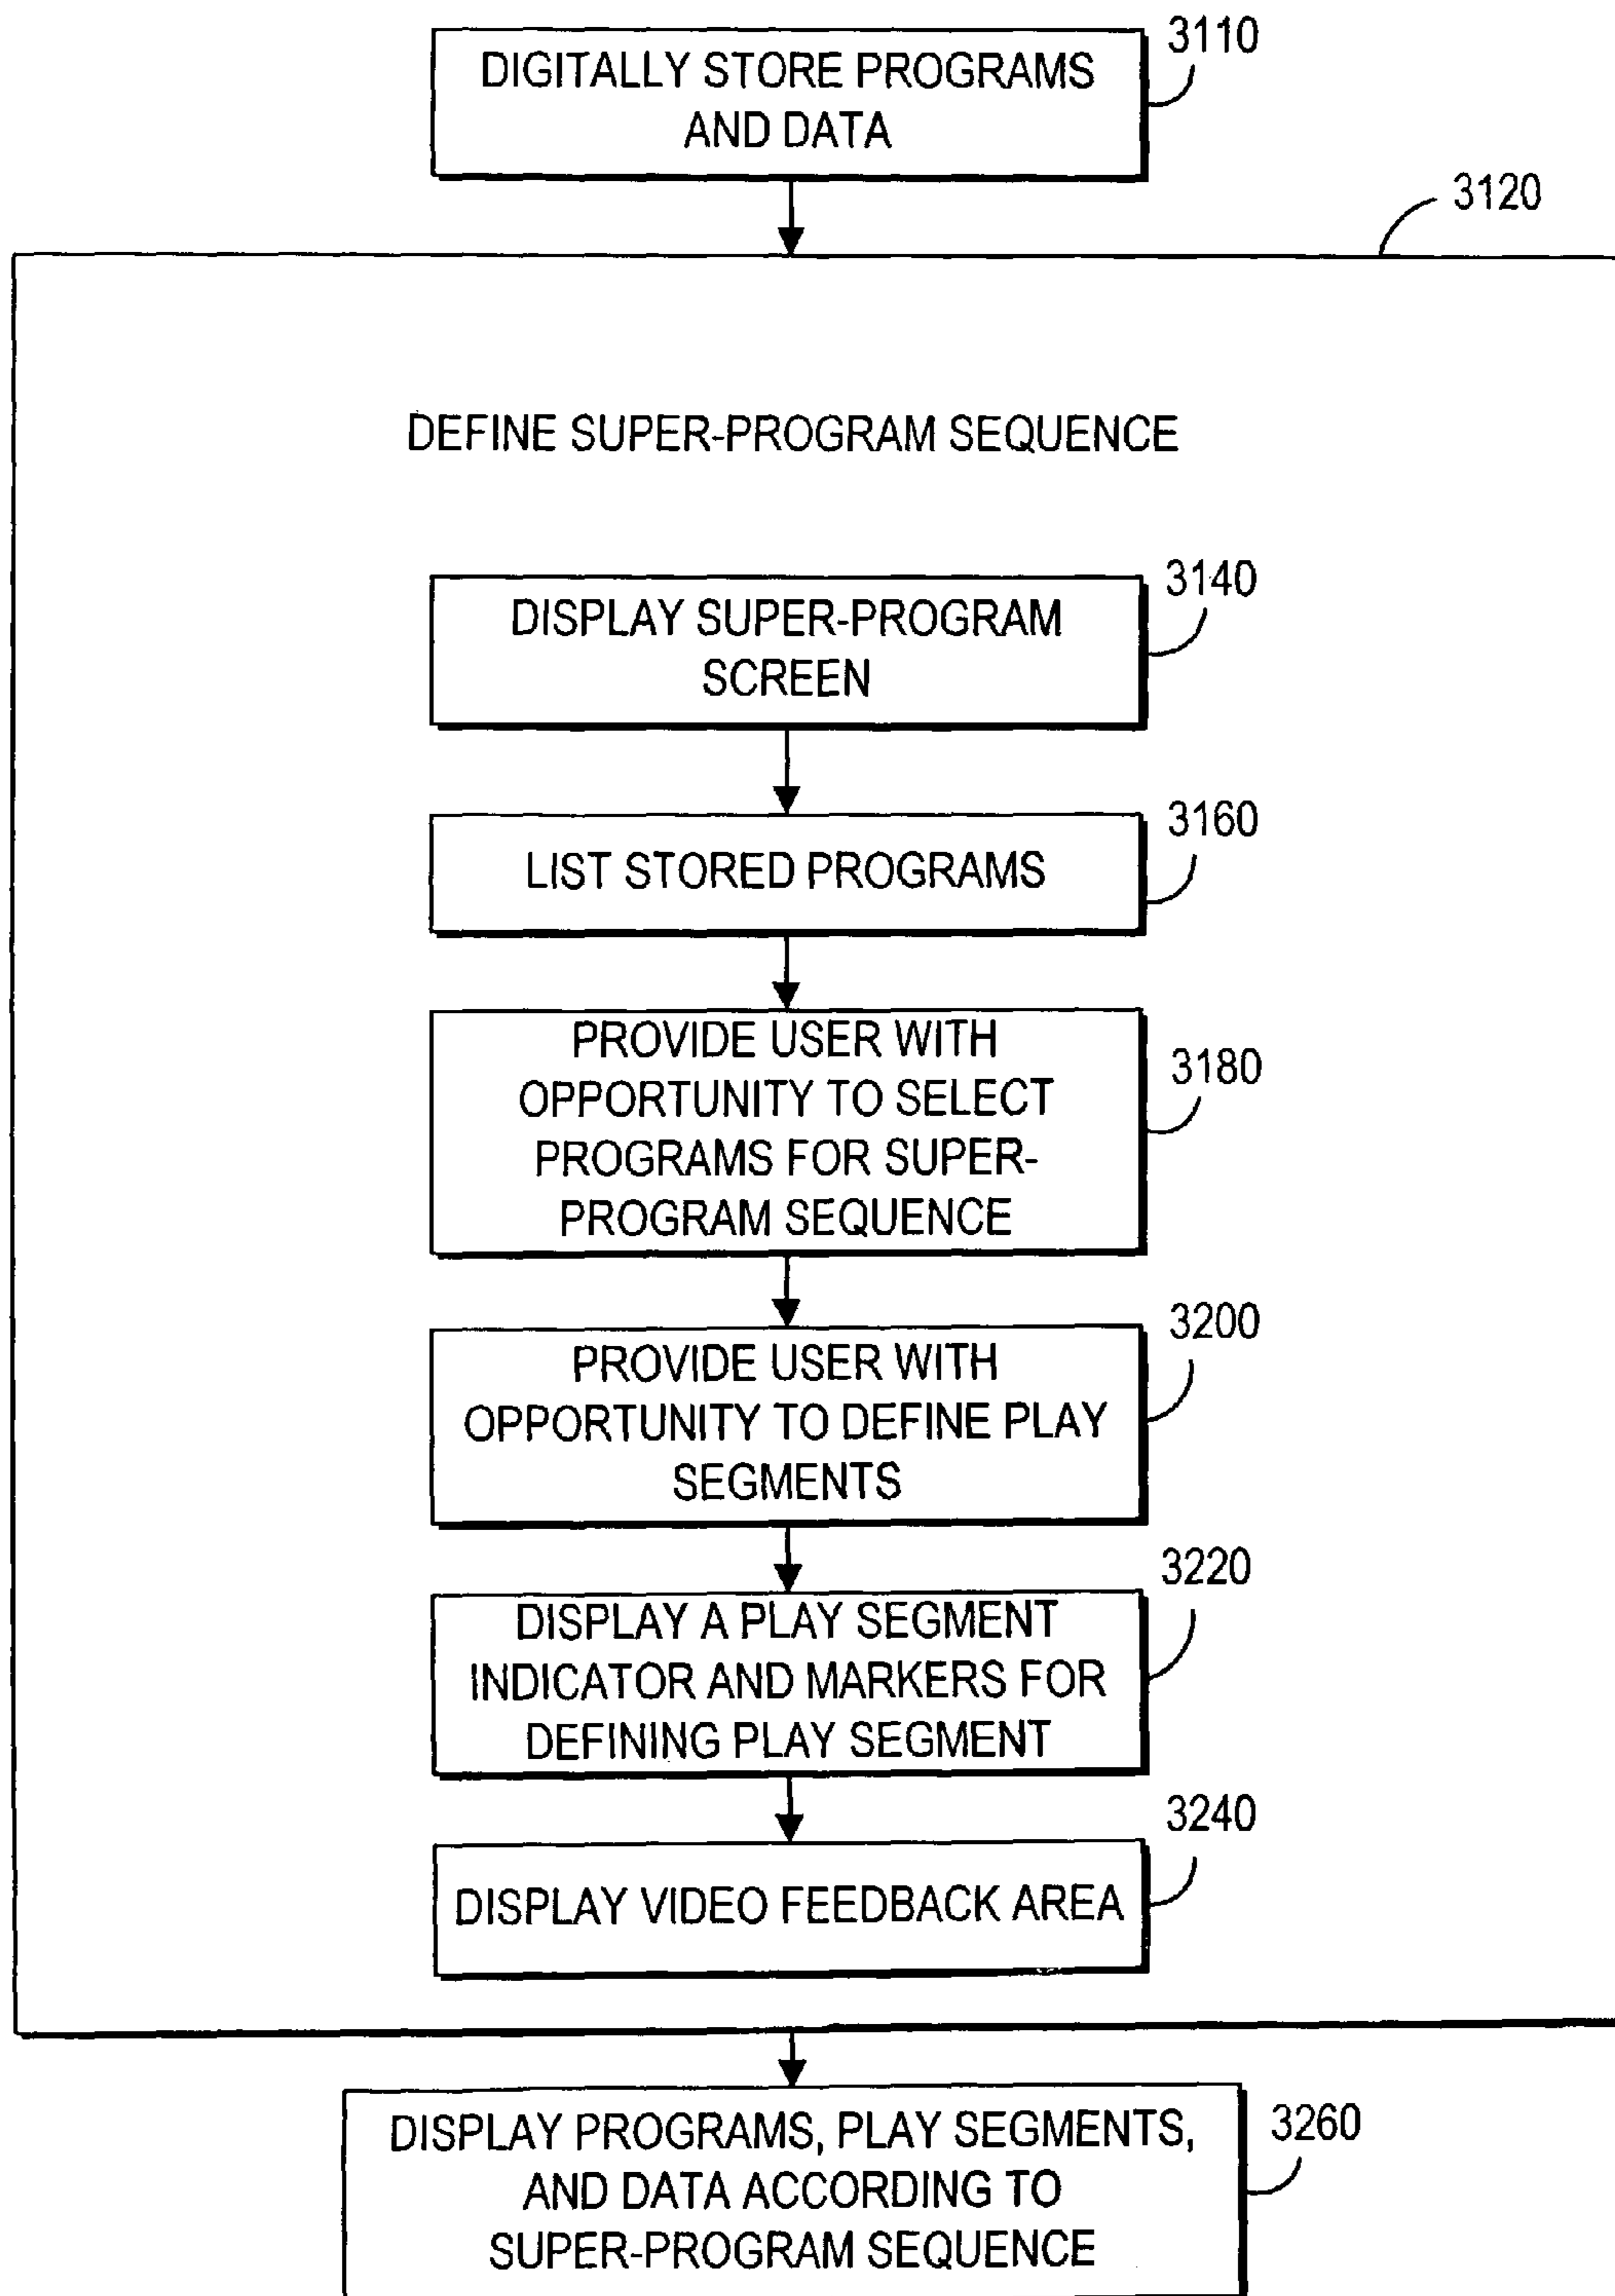 3110
DIGITALLY STORE PROGRAMS
AND DATA
3120
DEFINE SUPER-PROGRAM SEQUENCE
3140
DISPLAY SUPER-PROGRAM
SCREEN
3160
LIST STORED PROGRAMS
3180
PROVIDE USER WITH
OPPORTUNITY TO SELECT
PROGRAMS FOR SUPER-
PROGRAM SEQUENCE
3200
PROVIDE USER WITH
OPPORTUNITY TO DEFINE PLAY
SEGMENTS
3220
DISPLAY A PLAY SEGMENT
INDICATOR AND MARKERS FOR
DEFINING PLAY SEGMENT
3240
DISPLAY VIDEO FEEDBACK AREA
3260
DISPLAY PROGRAMS, PLAY SEGMENTS,
AND DATA ACCORDING TO
SUPER-PROGRAM SEQUENCE